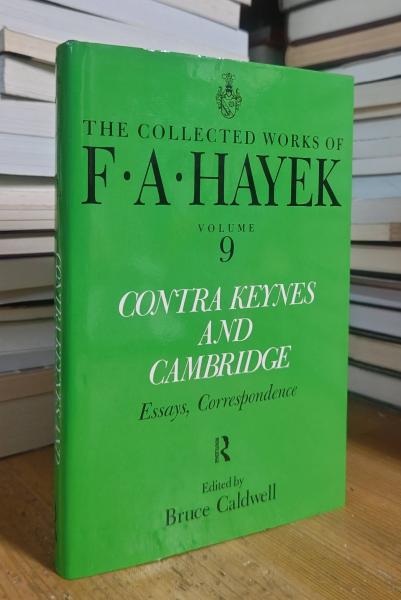 THE COLLECTED WORKS OF
F·A·HAYEK
VOLUME
9
CONTRA KEYNES
AND
CAMBRIDGE
Essays, Correspondence
R
Edited by
Bruce Caldwell
CONTRA KEYNES AND